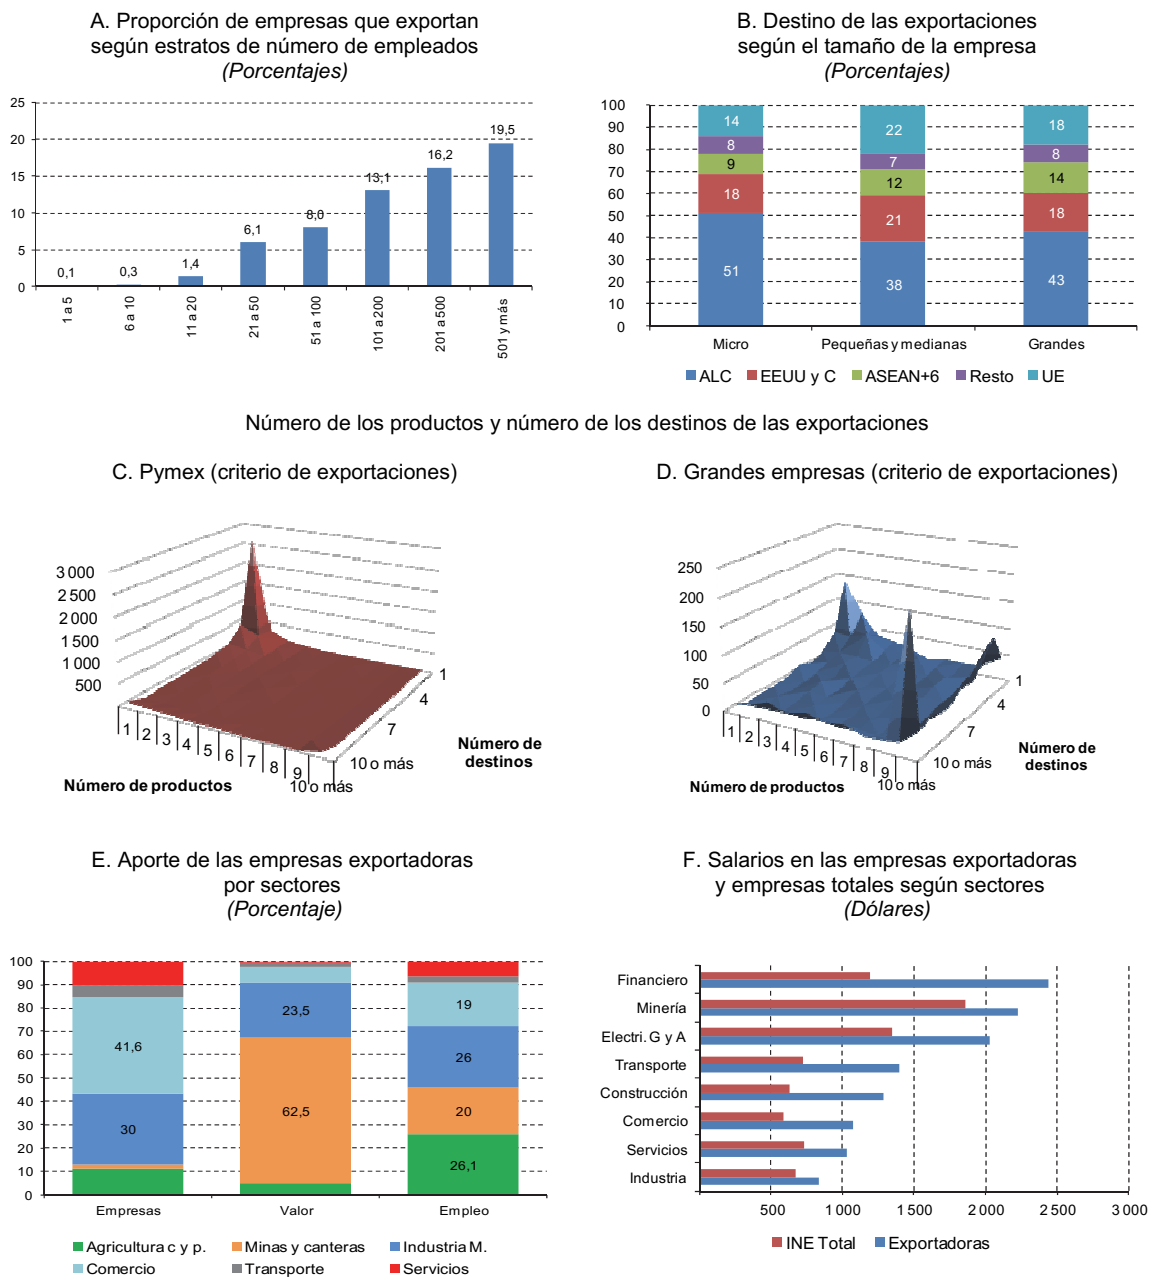 A. Proporción de empresas que exportan
según estratos de número de empleados
(Porcentajes)
25
20
15
10
5
0
0,1
0,3
1,4
6,1
8,0
13,1
16,2
19,5
1 a 5
6 a 10
11 a 20
21 a 50
51 a 100
101 a 200
201 a 500
501 y más
B. Destino de las exportaciones
según el tamaño de la empresa
(Porcentajes)
100
90
80
70
60
50
40
30
20
10
0
14
8
9
18
51
22
7
12
21
38
18
8
14
18
43
Micro
Pequeñas y medianas
Grandes
ALC
EEUU y C
ASEAN+6
Resto
UE
Número de los productos y número de los destinos de las exportaciones
C. Pymex (criterio de exportaciones)
3 000
2 500
2 000
1 500
1 000
500
1
2
3
4
5
6
7
8
9
10 o más
1
4
7
10 o más
Número de productos
Número de
destinos
D. Grandes empresas (criterio de exportaciones)
250
200
150
100
50
0
1
2
3
4
5
6
7
8
9
10 o más
1
4
7
10 o más
Número de productos
Número de
destinos
E. Aporte de las empresas exportadoras
por sectores
(Porcentaje)
100
90
80
70
60
50
40
30
20
10
0
41,6
30
23,5
62,5
19
26
20
26,1
Empresas
Valor
Empleo
Agricultura c y p.
Minas y canteras
Industria M.
Comercio
Transporte
Servicios
F. Salarios en las empresas exportadoras
y empresas totales según sectores
(Dólares)
Financiero
Minería
Electri. G y A
Transporte
Construcción
Comercio
Servicios
Industria
500
1 000
1 500
2 000
2 500
3 000
INE Total
Exportadoras